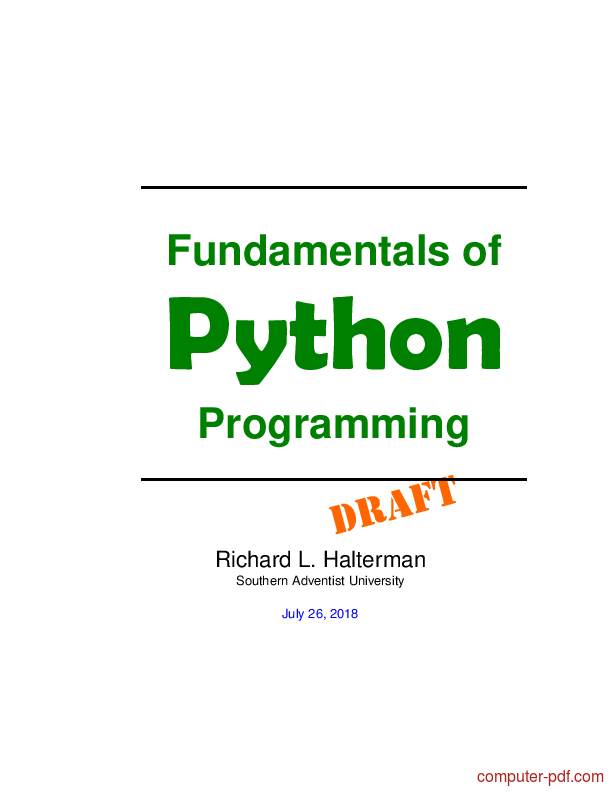 Fundamentals of
Python
Programming
DRAFT
Richard L. Halterman
Southern Adventist University
July 26, 2018
computer-pdf.com